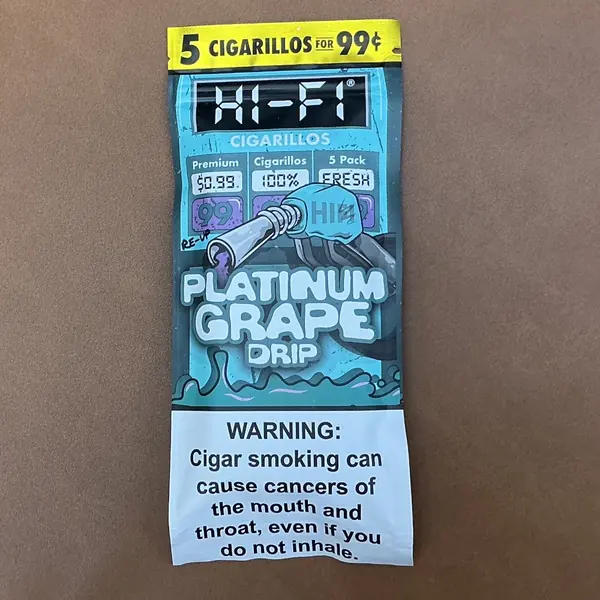 5 CIGARILLOS FOR 99¢
HI-FI®
CIGARILLOS
Premium Cigarillos 5 Pack
$0.99 100% FRESH
99
RE-UP
PLATINUM
GRAPE
DRIP
WARNING:
Cigar smoking can
cause cancers of
the mouth and
throat, even if you
do not inhale.